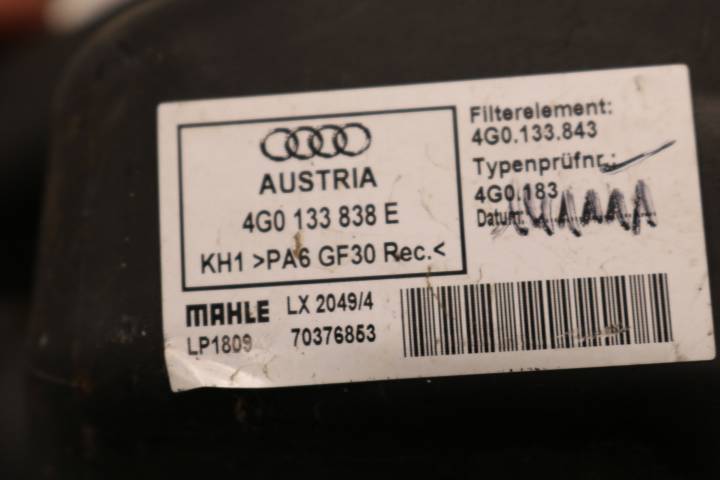 AUSTRIA
4G0 133 838 E
KH1 >PA6 GF30 Rec.<
Filterelement:
4G0.133.843
Typenprüfnr.:
4G0.183
Datum:
MAHLE LX 2049/4
LP1809 70376853